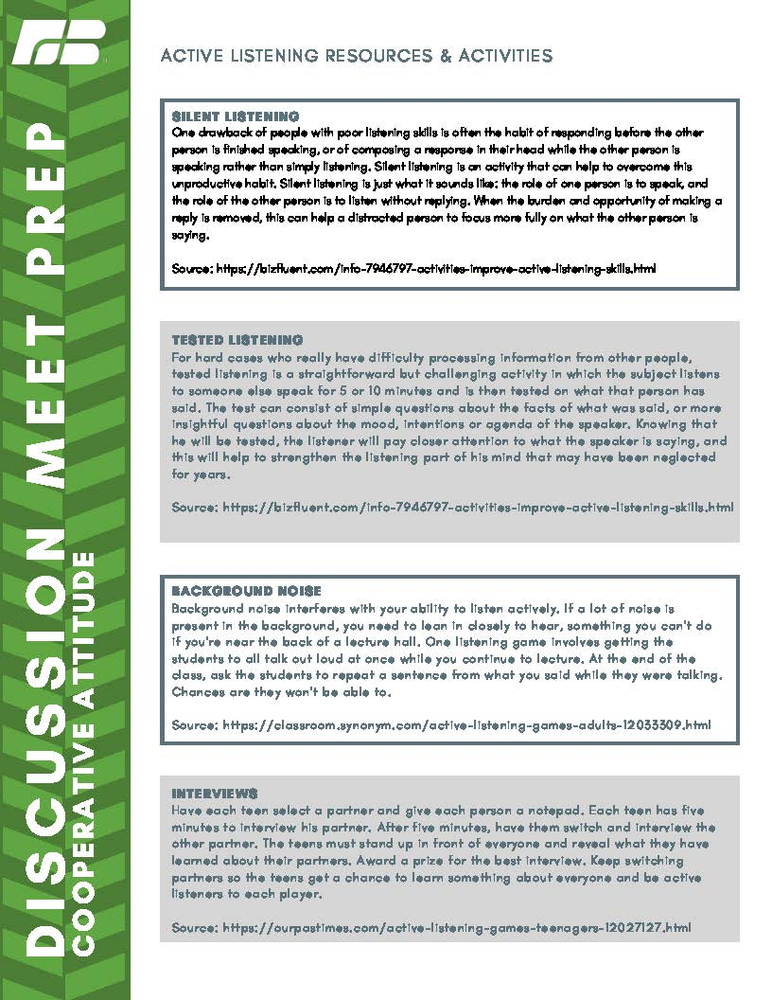 FB
DISCUSSION MEET PREP
COOPERATIVE ATTITUDE
ACTIVE LISTENING RESOURCES & ACTIVITIES
SILENT LISTENING
One drawback of people with poor listening skills is often the habit of responding before the other
person is finished speaking, or of composing a response in their head while the other person is
speaking rather than simply listening. Silent listening is an activity that can help to overcome this
unproductive habit. Silent listening is just what it sounds like: the role of one person is to speak, and
the role of the other person is to listen without replying. When the burden and opportunity of making a
reply is removed, this can help a distracted person to focus more fully on what the other person is
saying.
Source: https://bizfluent.com/info-7946797-activities-improve-active-listening-skills.html
TESTED LISTENING
For hard cases who really have difficulty processing information from other people,
tested listening is a straightforward but challenging activity in which the subject listens
to someone else speak for 5 or 10 minutes and is then tested on what that person has
said. The test can consist of simple questions about the facts of what was said, or more
insightful questions about the mood, intentions or agenda of the speaker. Knowing that
he will be tested, the listener will pay closer attention to what the speaker is saying, and
this will help to strengthen the listening part of his mind that may have been neglected
for years.
Source: https://bizfluent.com/info-7946797-activities-improve-active-listening-skills.html
BACKGROUND NOISE
Background noise interferes with your ability to listen actively. If a lot of noise is
present in the background, you need to lean in closely to hear, something you can't do
if you're near the back of a lecture hall. One listening game involves getting the
students to all talk out loud at once while you continue to lecture. At the end of the
class, ask the students to repeat a sentence from what you said while they were talking.
Chances are they won't be able to.
Source: https://classroom.synonym.com/active-listening-games-adults-12033309.html
INTERVIEWS
Have each teen select a partner and give each person a notepad. Each teen has five
minutes to interview his partner. After five minutes, have them switch and interview the
other partner. The teens must stand up in front of everyone and reveal what they have
learned about their partners. Award a prize for the best interview. Keep switching
partners so the teens get a chance to learn something about everyone and be active
listeners to each player.
Source: https://ourpastimes.com/active-listening-games-teenagers-12027127.html